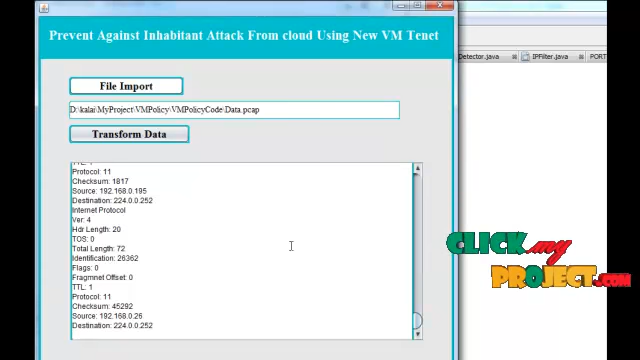 Prevent Against Inhabitant Attack From cloud Using New VM Tenet
Detector.java
IPFilter.java
PORT
File Import
D:\kalai\MyProject\VMPolicy\VMPolicyCode\Data.pcap
Transform Data
TTL: 1
Protocol: 11
Checksum: 1817
Source: 192.168.0.195
Destination: 224.0.0.252
Internet Protocol
Ver: 4
Hdr Length: 20
TOS: 0
Total Length: 72
Identification: 26362
Flags: 0
Fragmnet Offset: 0
TTL: 1
Protocol: 11
Checksum: 45292
Source: 192.168.0.26
Destination: 224.0.0.252
CLICK my
PROJECT.COM